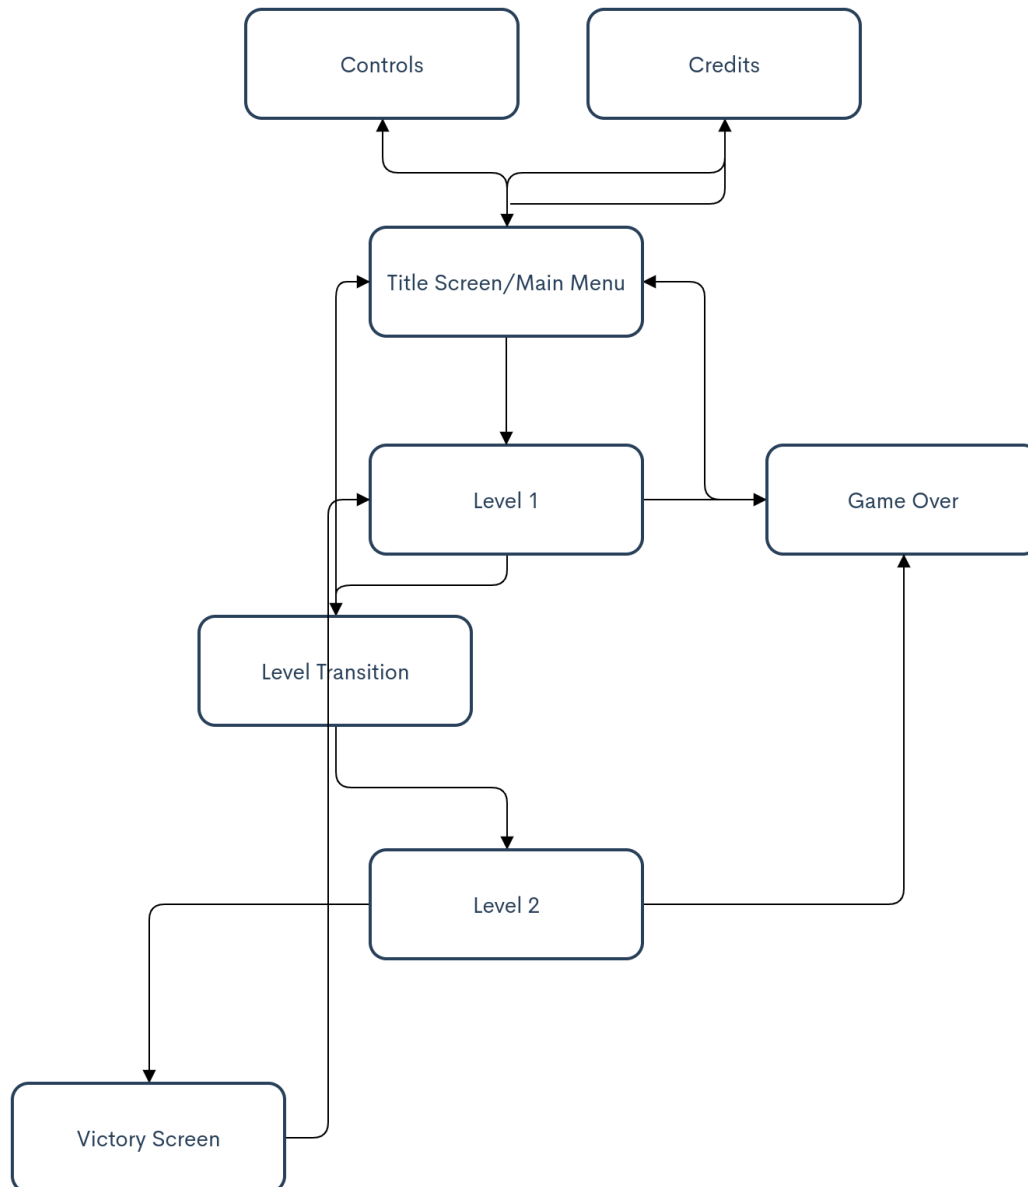 Controls
Credits
Title Screen/Main Menu
Level 1
Game Over
Level Transition
Level 2
Victory Screen